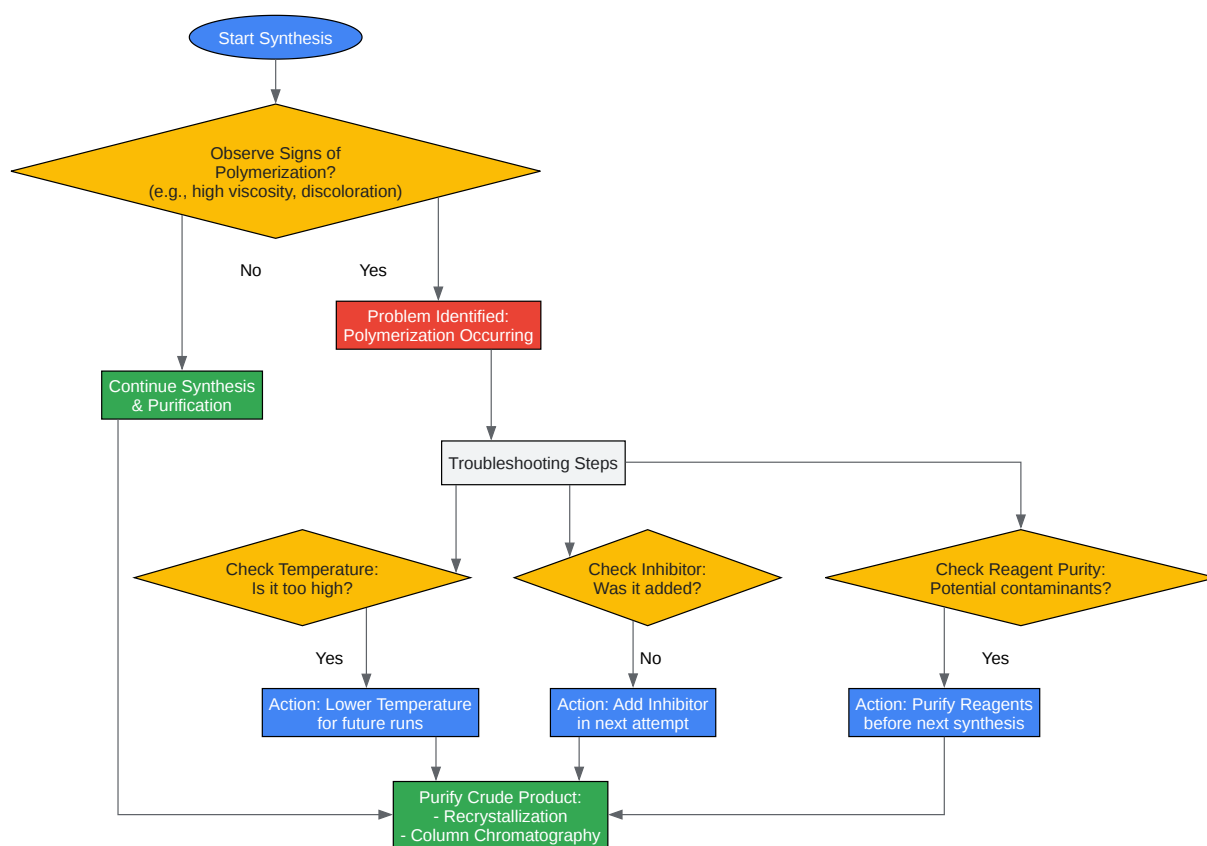 Start Synthesis
Observe Signs of
Polymerization?
(e.g., high viscosity, discoloration)
No
Yes
Problem Identified:
Polymerization Occurring
Continue Synthesis
& Purification
Troubleshooting Steps
Check Temperature:
Is it too high?
Check Inhibitor:
Was it added?
Check Reagent Purity:
Potential contaminants?
Yes
No
Yes
Action: Lower Temperature
for future runs
Action: Add Inhibitor
in next attempt
Action: Purify Reagents
before next synthesis
Purify Crude Product:
- Recrystallization
- Column Chromatography